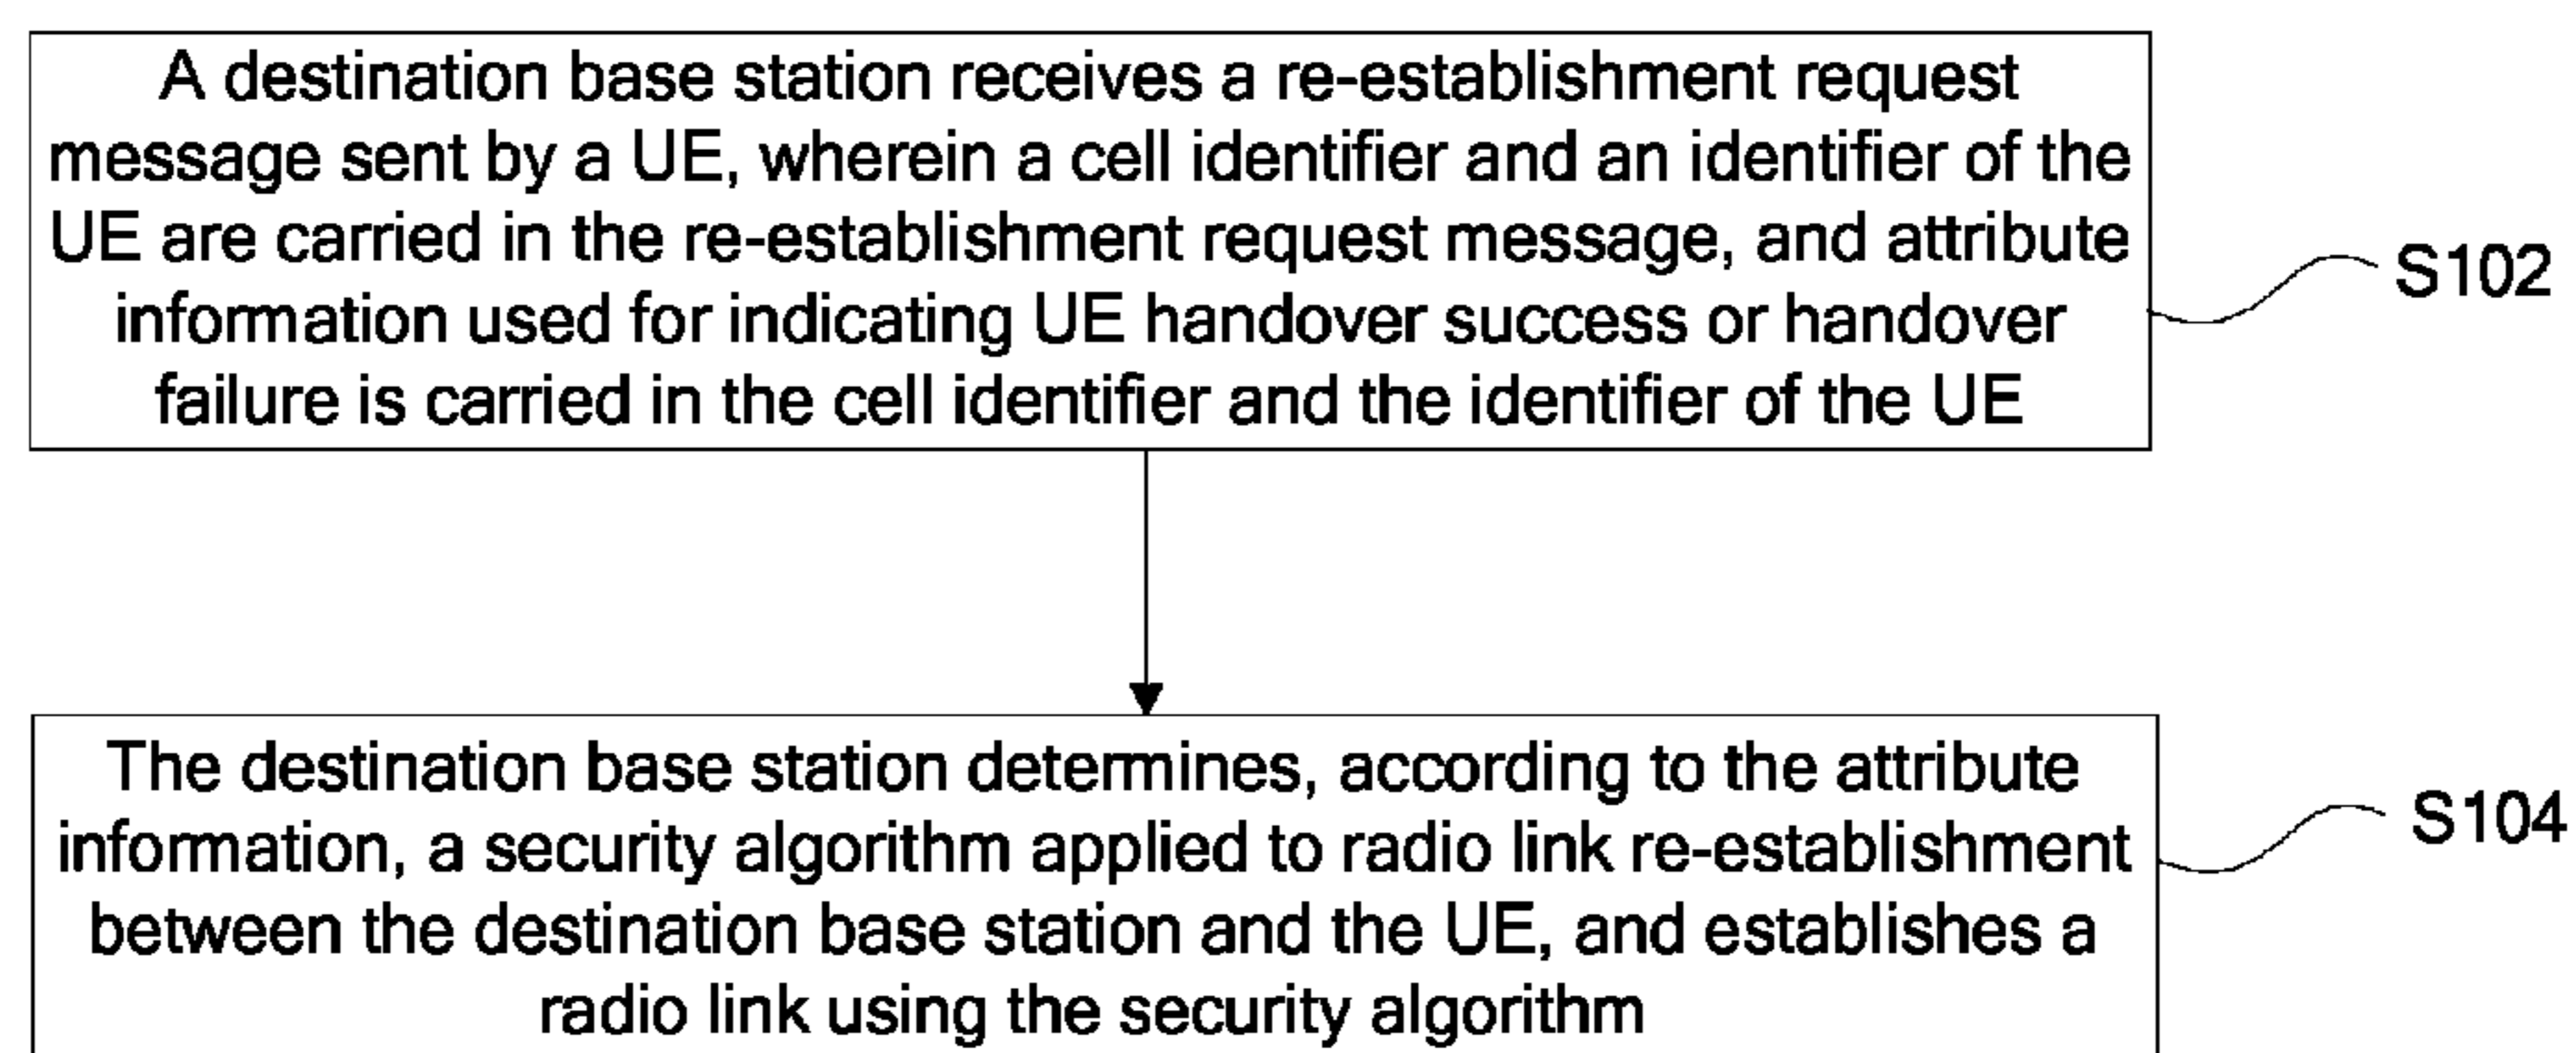 A destination base station receives a re-establishment request
message sent by a UE, wherein a cell identifier and an identifier of the
UE are carried in the re-establishment request message, and attribute
information used for indicating UE handover success or handover
failure is carried in the cell identifier and the identifier of the UE
S102
The destination base station determines, according to the attribute
information, a security algorithm applied to radio link re-establishment
between the destination base station and the UE, and establishes a
radio link using the security algorithm
S104